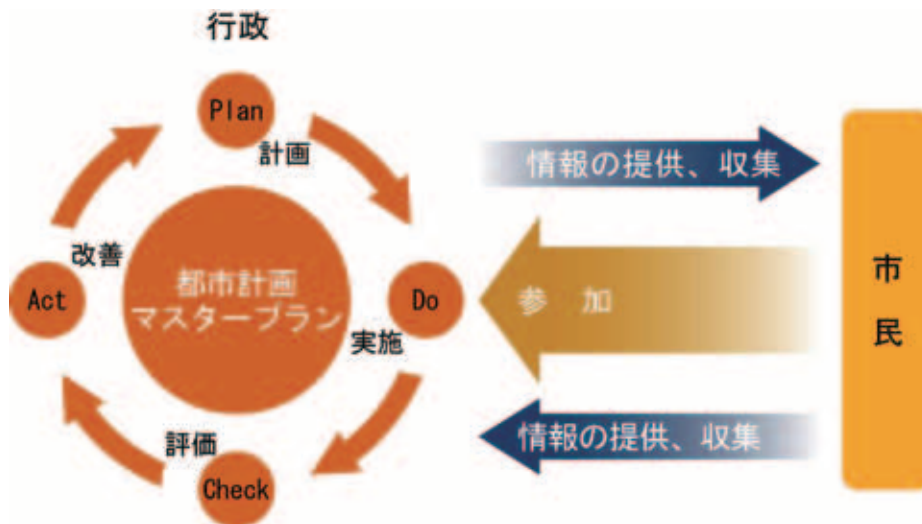 行政
Plan
計画
Do
実施
Check
評価
Act
改善
都市計画
マスタープラン
情報の提供、収集
参 加
情報の提供、収集
市
民